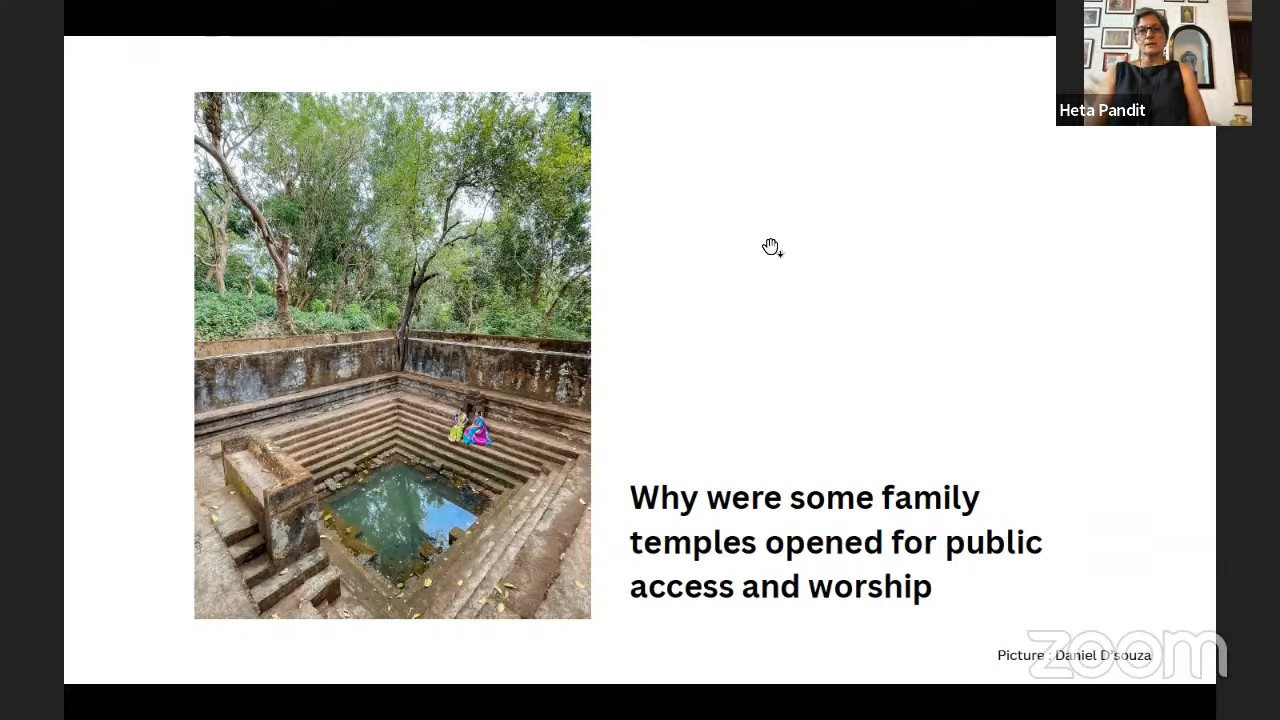 Heta Pandit
Why were some family
temples opened for public
access and worship
Picture : Daniel D'souza
zoom